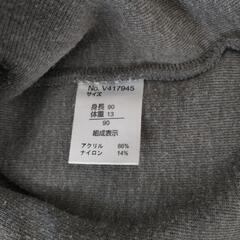 No. V417945
サイズ
身長 90
体重 13
90
組成表示
アクリル 86%
ナイロン 14%